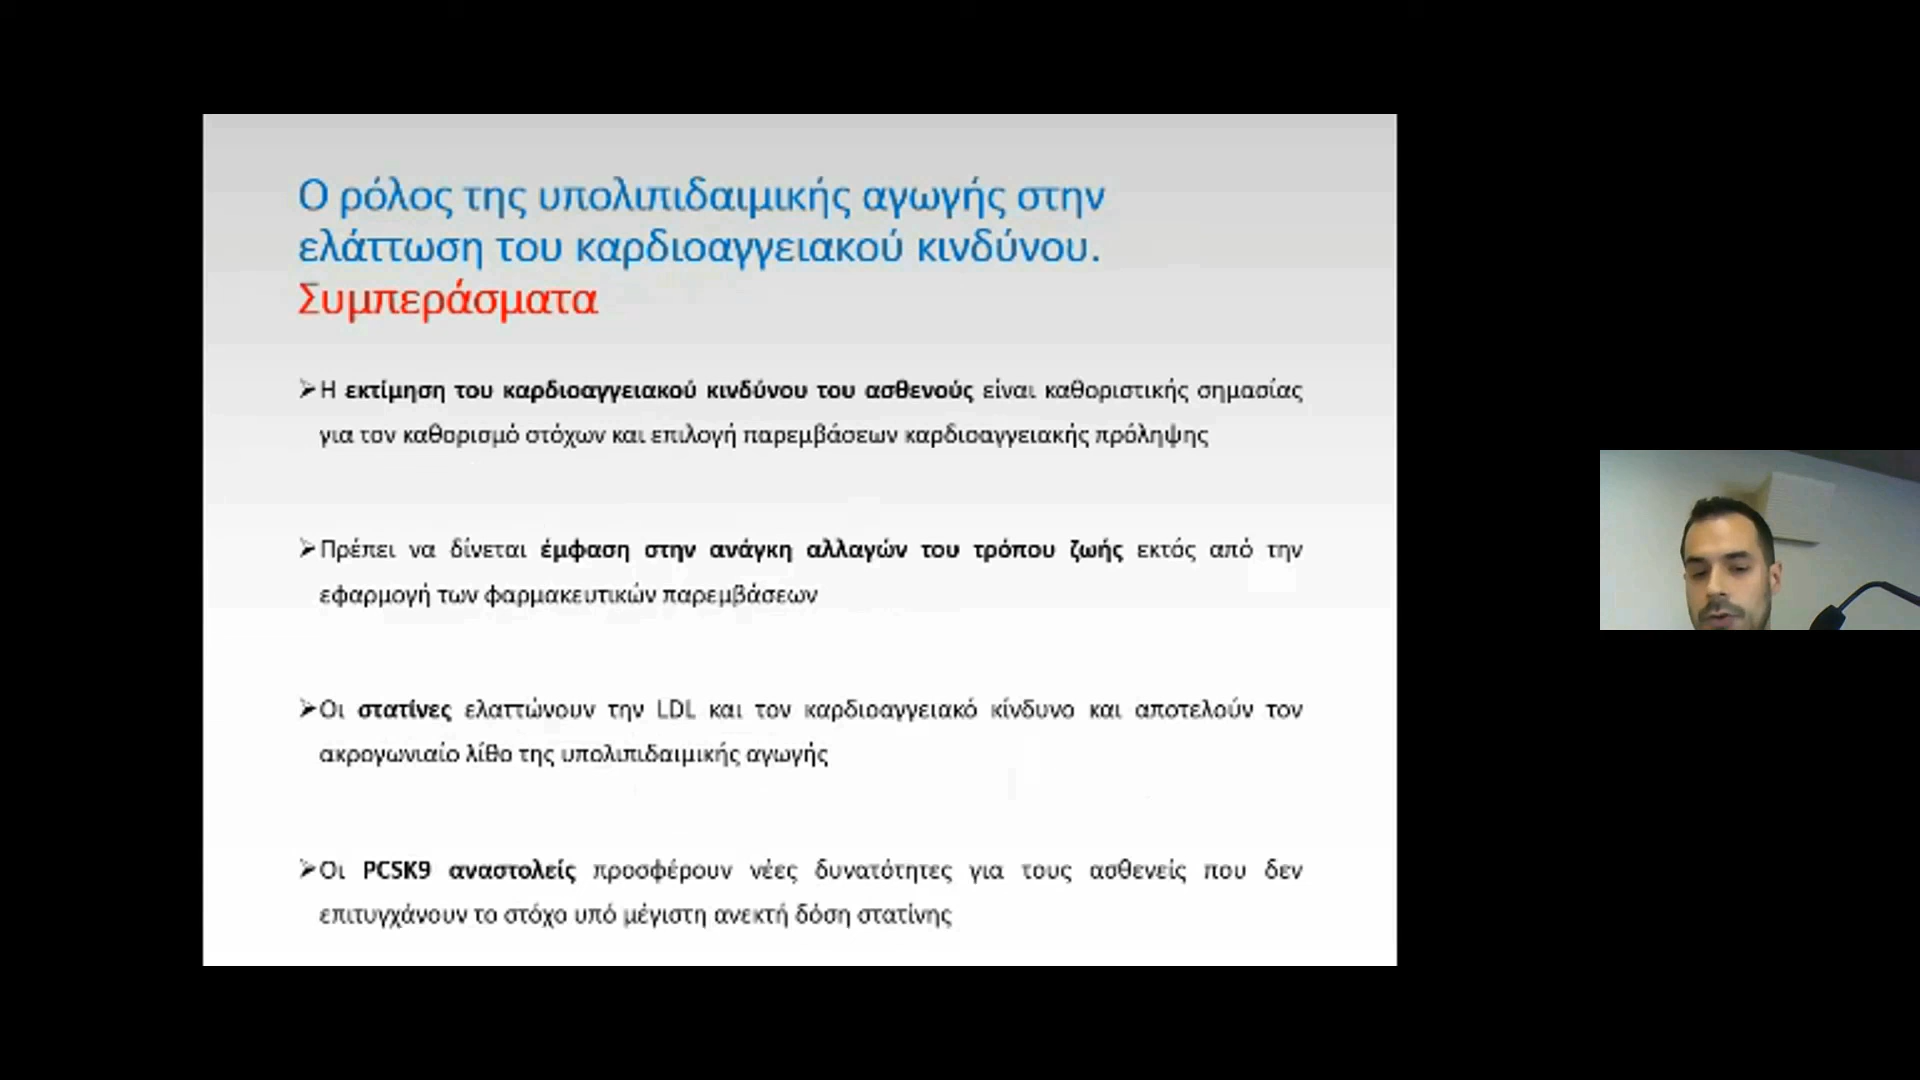 Ο ρόλος της υπολιπιδαιμικής αγωγής στην
ελάττωση του καρδιοαγγειακού κινδύνου.
Συμπεράσματα
➢Η εκτίμηση του καρδιοαγγειακού κινδύνου του ασθενούς είναι καθοριστικής σημασίας
για τον καθορισμό στόχων και επιλογή παρεμβάσεων καρδιοαγγειακής πρόληψης
➢Πρέπει να δίνεται έμφαση στην ανάγκη αλλαγών του τρόπου ζωής εκτός από την
εφαρμογή των φαρμακευτικών παρεμβάσεων
➢Οι στατίνες ελαττώνουν την LDL και τον καρδιοαγγειακό κίνδυνο και αποτελούν τον
ακρογωνιαίο λίθο της υπολιπιδαιμικής αγωγής
➢Οι PCSK9 αναστολείς προσφέρουν νέες δυνατότητες για τους ασθενείς που δεν
επιτυγχάνουν το στόχο υπό μέγιστη ανεκτή δόση στατίνης